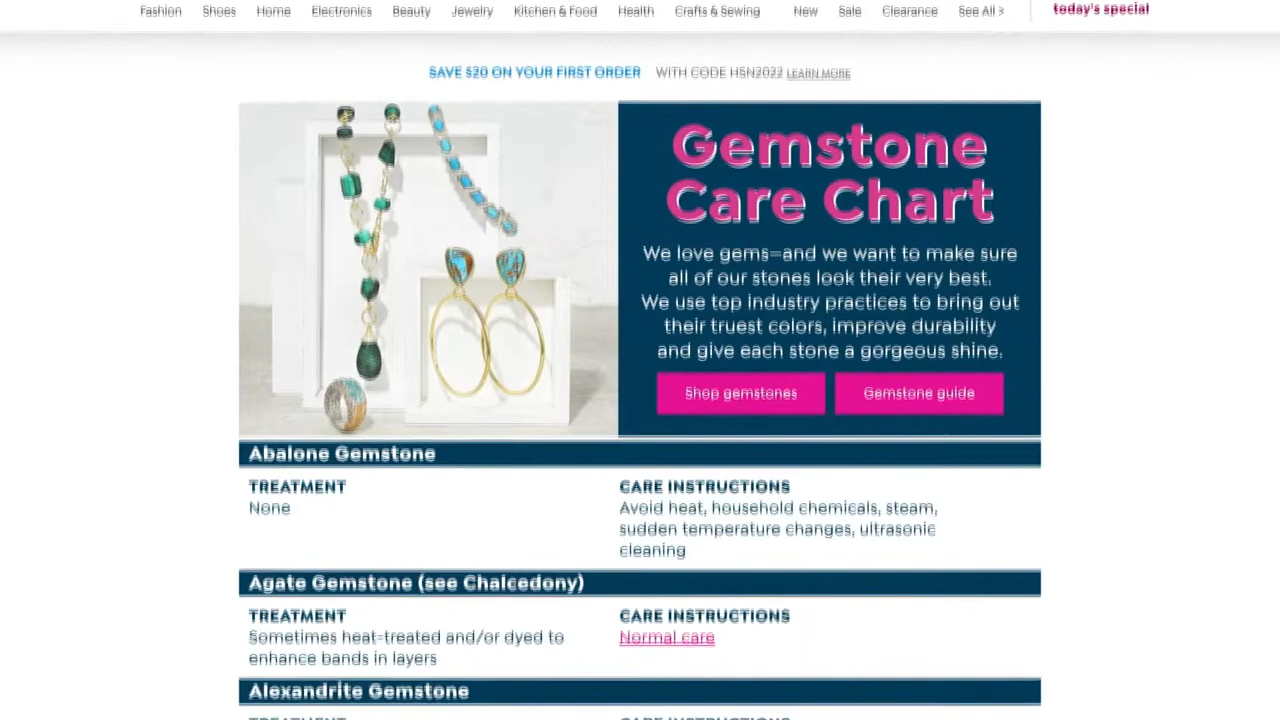 Fashion Shoes Home Electronics Beauty Jewelry Kitchen & Food Health Crafts & Sewing New Sale Clearance See All > today's special
SAVE $20 ON YOUR FIRST ORDER WITH CODE HSN2022 LEARN MORE
Gemstone
Care Chart
We love gems—and we want to make sure
all of our stones look their very best.
We use top industry practices to bring out
their truest colors, improve durability
and give each stone a gorgeous shine.
Shop gemstones Gemstone guide
Abalone Gemstone
TREATMENT CARE INSTRUCTIONS
None Avoid heat, household chemicals, steam,
sudden temperature changes, ultrasonic
cleaning
Agate Gemstone (see Chalcedony)
TREATMENT CARE INSTRUCTIONS
Sometimes heat-treated and/or dyed to Normal care
enhance bands in layers
Alexandrite Gemstone
TREATMENT CARE INSTRUCTIONS